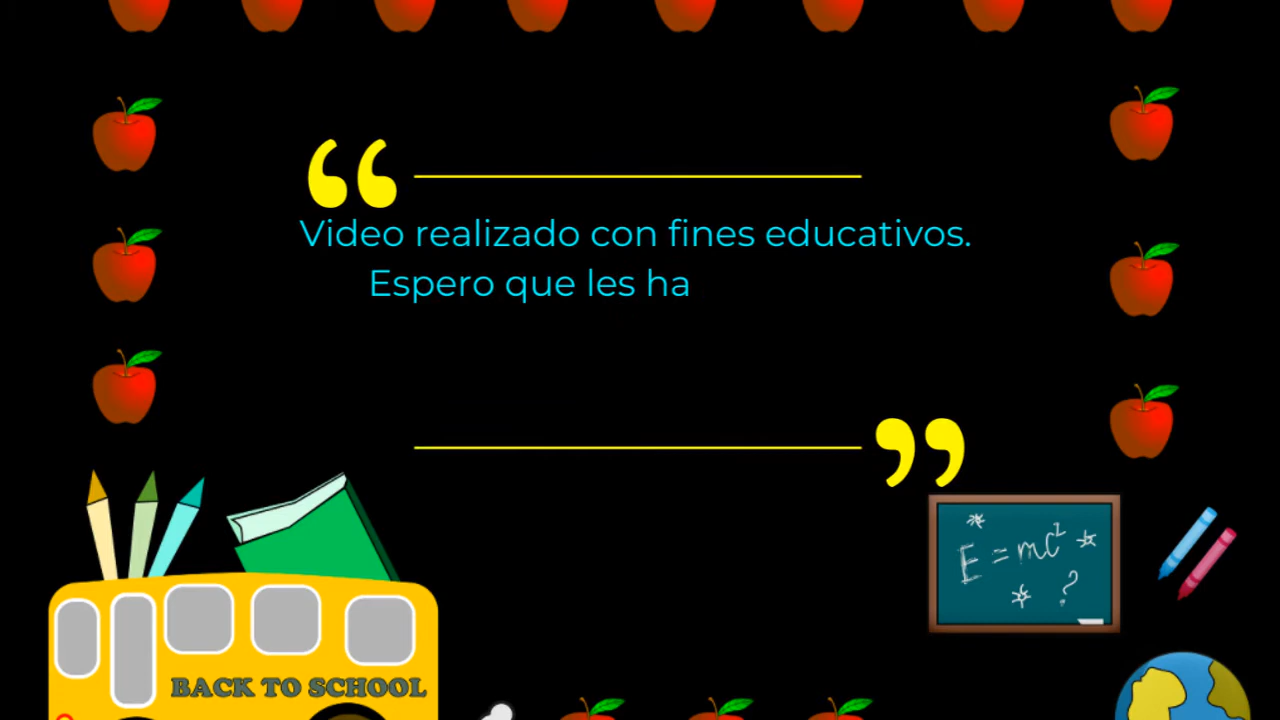 Video realizado con fines educativos.
Espero que les ha
E = mc²
?
BACK TO SCHOOL